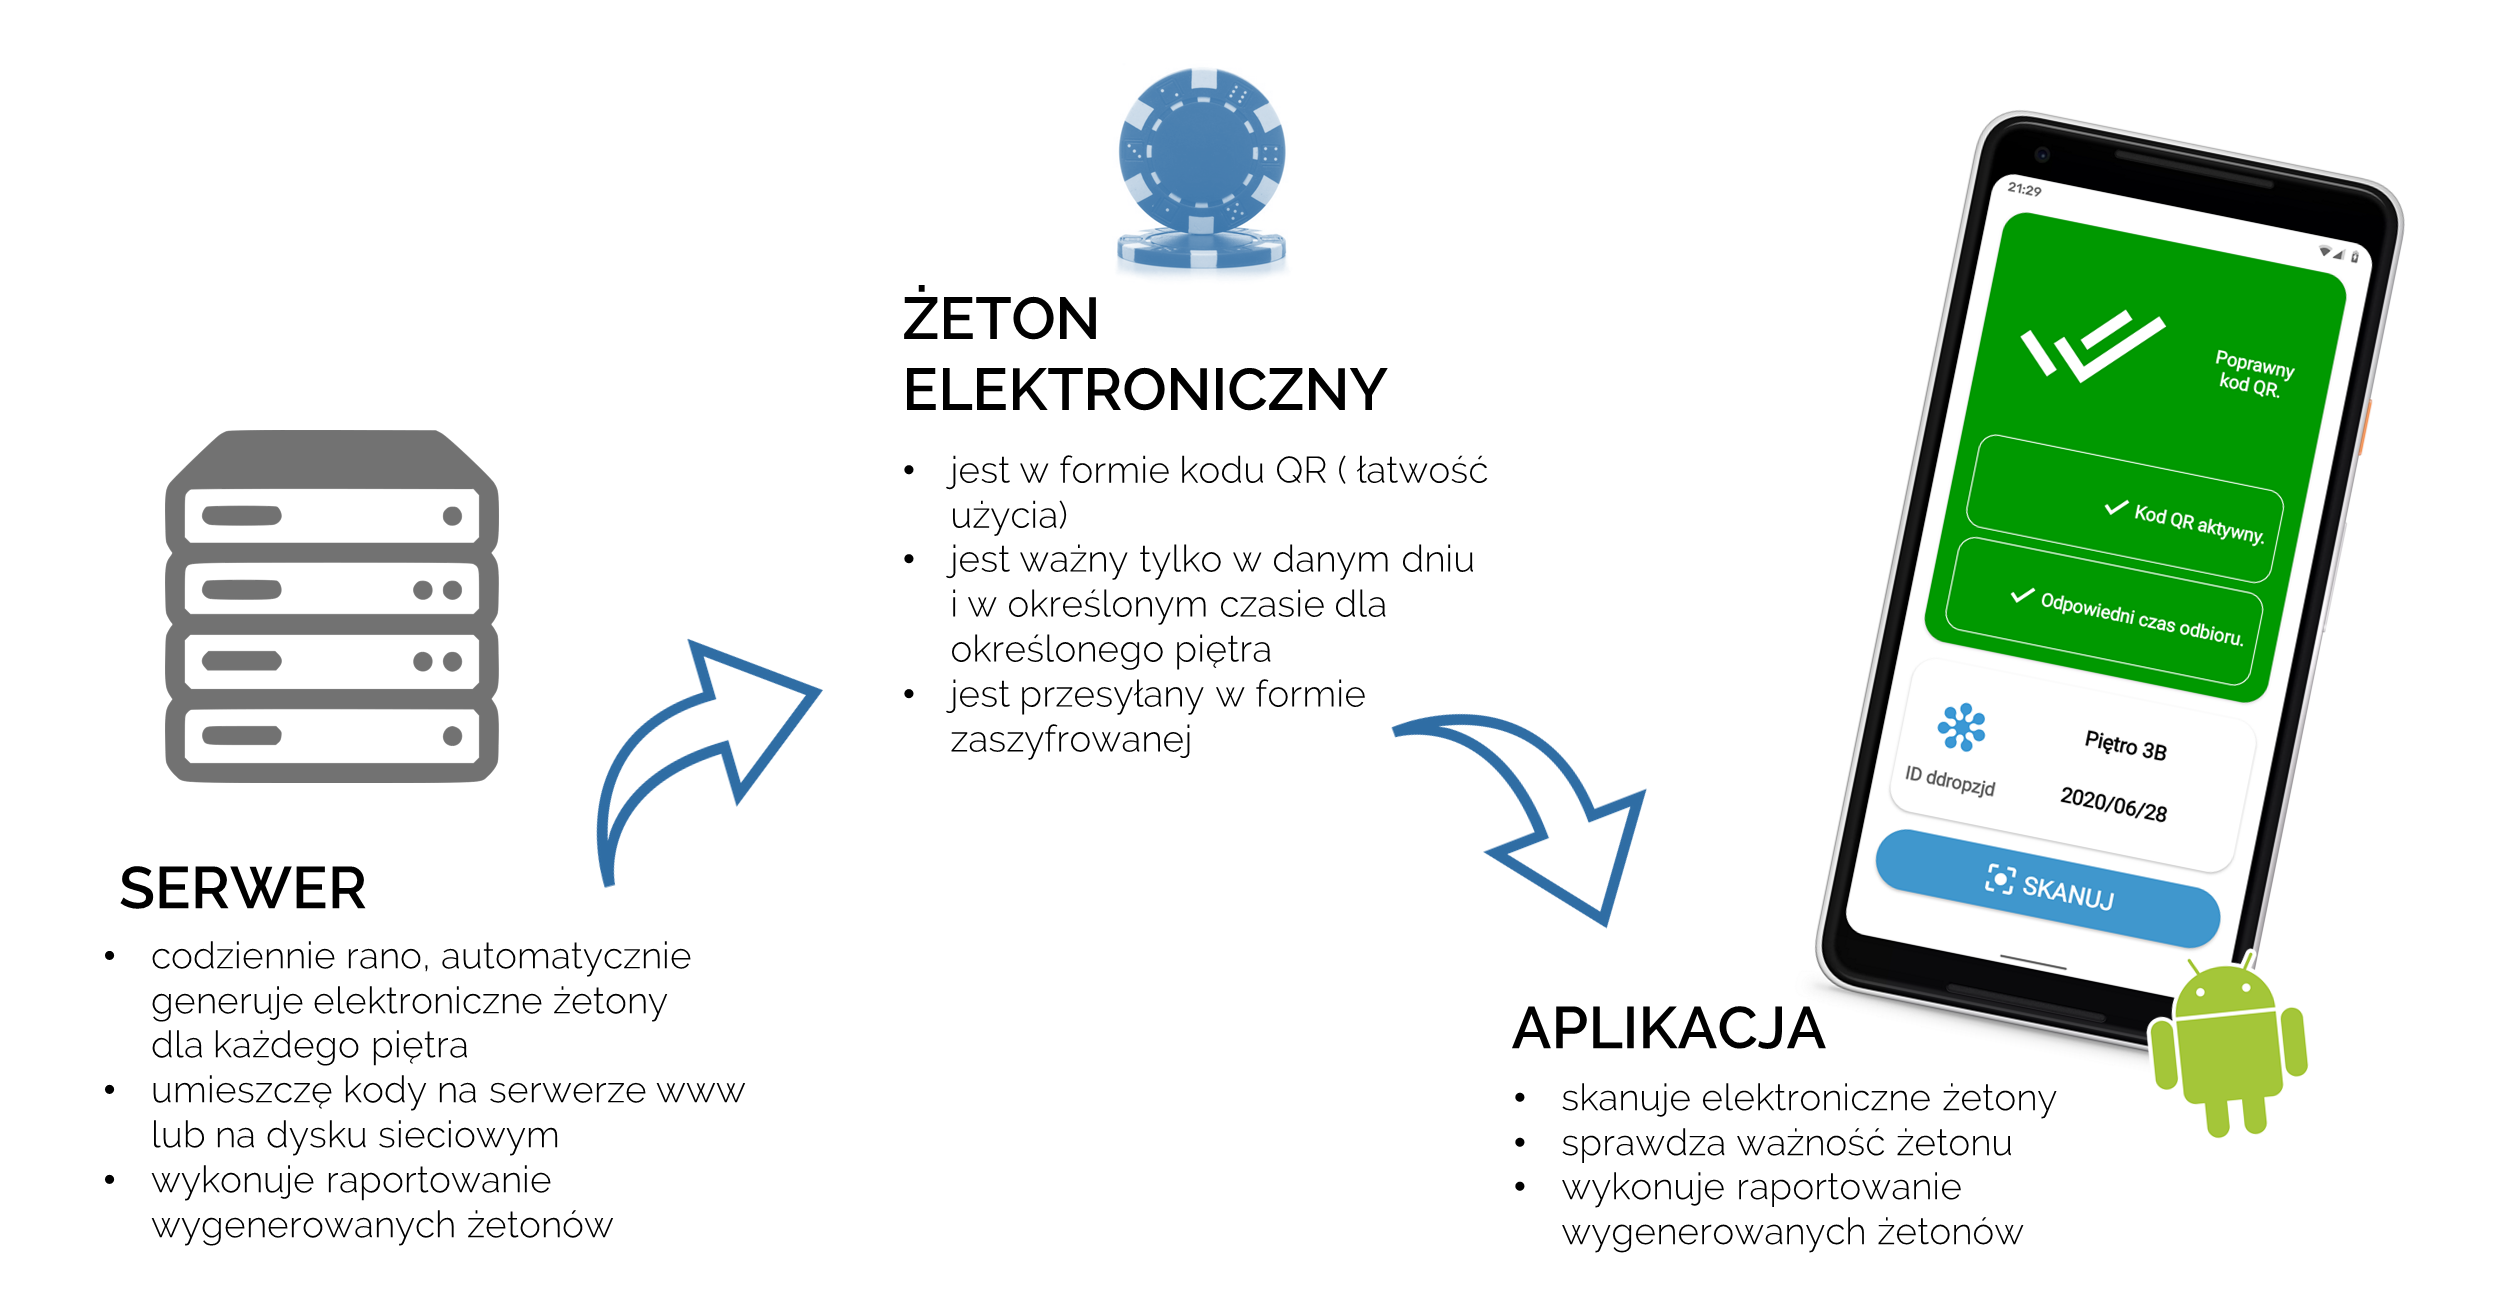 ŻETON
ELEKTRONICZNY
• jest w formie kodu QR ( łatwość
użycia)
• jest ważny tylko w danym dniu
i w określonym czasie dla
określonego piętra
• jest przesyłany w formie
zaszyfrowanej
SERWER
• codziennie rano, automatycznie
generuje elektroniczne żetony
dla każdego piętra
• umieszczę kody na serwerze www
lub na dysku sieciowym
• wykonuje raportowanie
wygenerowanych żetonów
21:29
Poprawny
kod QR.
Kod QR aktywny.
Odpowiedni czas odbioru.
Piętro 3B
ID ddropzjd
2020/06/28
SKANUJ
APLIKACJA
• skanuje elektroniczne żetony
• sprawdza ważność żetonu
• wykonuje raportowanie
wygenerowanych żetonów